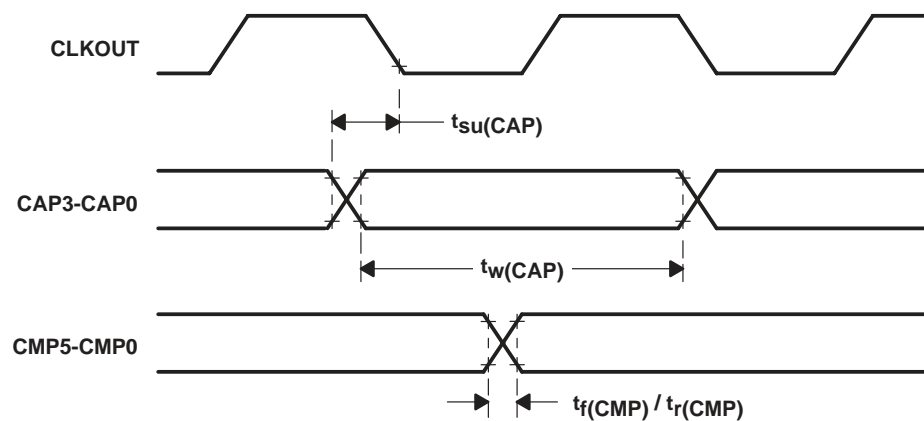 CLKOUT
tsu(CAP)
CAP3-CAP0
tw(CAP)
CMP5-CMP0
tf(CMP) / tr(CMP)